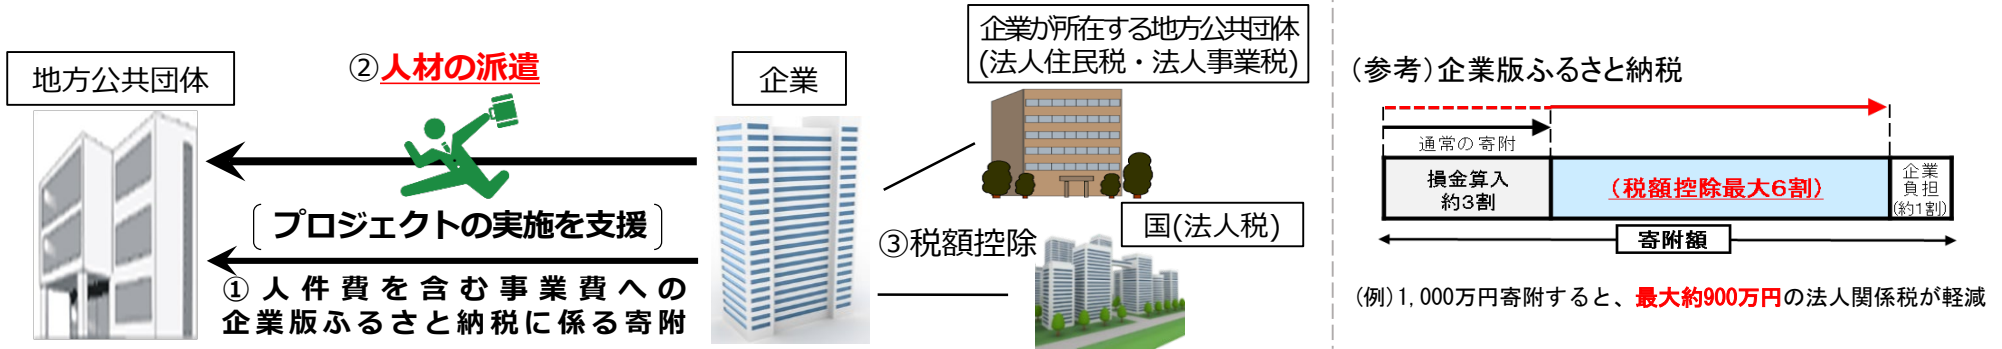 地方公共団体
②人材の派遣
プロジェクトの実施を支援
①人件費を含む事業費への
企業版ふるさと納税に係る寄附
企業
企業が所在する地方公共団体
(法人住民税・法人事業税)
③税額控除
国(法人税)
(参考)企業版ふるさと納税
通常の寄附
損金算入
約3割
(税額控除最大6割)
企業
負担
(約1割)
寄附額
(例)1,000万円寄附すると、最大約900万円の法人関係税が軽減